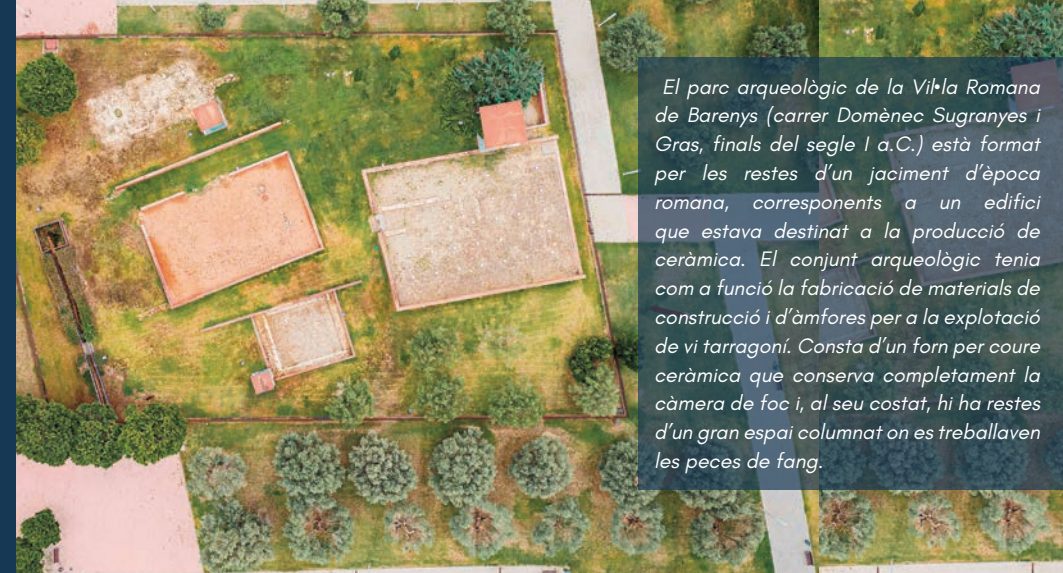 El parc arqueològic de la Vil•la Romana
de Barenys (carrer Domènec Sugranyes i
Gras, finals del segle I a.C.) està format
per les restes d'un jaciment d'època
romana, corresponents a un edifici
que estava destinat a la producció de
ceràmica. El conjunt arqueològic tenia
com a funció la fabricació de materials de
construcció i d'àmfores per a la explotació
de vi tarragoní. Consta d'un forn per coure
ceràmica que conserva completament la
càmera de foc i, al seu costat, hi ha restes
d'un gran espai columnat on es treballaven
les peces de fang.